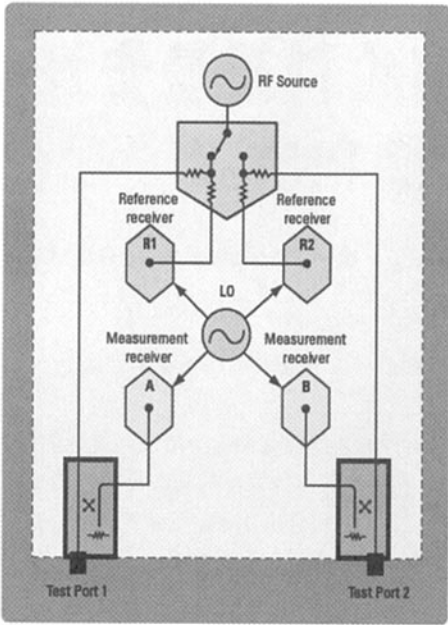 RF Source
Reference
receiver
R1
Reference
receiver
R2
LO
Measurement
receiver
A
Measurement
receiver
B
Test Port 1
Test Port 2